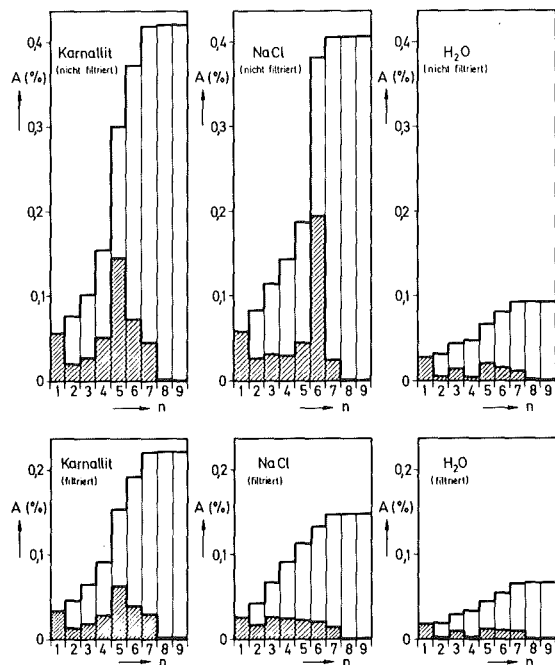 Karnallit
(nicht filtriert)
0,4
A (%)
0,3
0,2
0,1
0
1 2 3 4 5 6 7 8 9
n
NaCl
(nicht filtriert)
0,4
A (%)
0,3
0,2
0,1
0
1 2 3 4 5 6 7 8 9
n
H₂O
(nicht filtriert)
0,4
A (%)
0,3
0,2
0,1
0
1 2 3 4 5 6 7 8 9
n
Karnallit
(filtriert)
0,2
A (%)
0,1
0
1 2 3 4 5 6 7 8 9
n
NaCl
(filtriert)
0,2
A (%)
0,1
0
1 2 3 4 5 6 7 8 9
n
H₂O
(filtriert)
0,2
A (%)
0,1
0
1 2 3 4 5 6 7 8 9
n